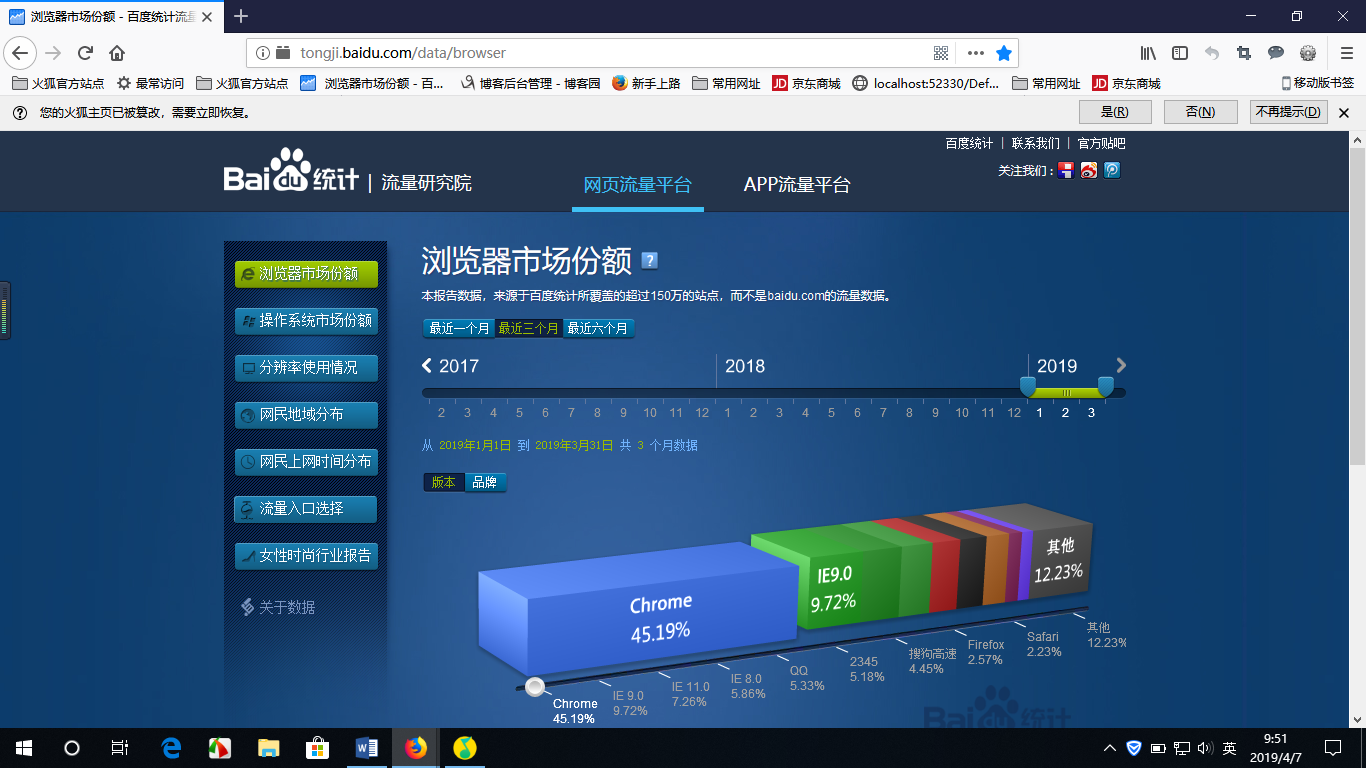 浏览器市场份额 - 百度统计流量
tongji.baidu.com/data/browser
火狐官方站点 最常访问 火狐官方站点 浏览器市场份额 - 百... 博客后台管理 - 博客园 新手上路 常用网址 JD 京东商城 localhost:52330/Def... 常用网址 JD 京东商城 移动版书签
您的火狐主页已被篡改，需要立即恢复。 是(R) 否(N) 不再提示(D)
百度统计 | 联系我们 | 官方贴吧
关注我们：
Bai du 统计 | 流量研究院 网页流量平台 APP流量平台
浏览器市场份额
操作系统市场份额
分辨率使用情况
网民地域分布
网民上网时间分布
流量入口选择
女性时尚行业报告
关于数据
浏览器市场份额 ?
本报告数据，来源于百度统计所覆盖的超过150万的站点，而不是baidu.com的流量数据。
最近一个月 最近三个月 最近六个月
2017 2018 2019
2 3 4 5 6 7 8 9 10 11 12 1 2 3 4 5 6 7 8 9 10 11 12 1 2 3
从 2019年1月1日 到 2019年3月31日 共 3 个月数据
版本 品牌
Chrome
45.19%
IE9.0
9.72%
其他
12.23%
Chrome
45.19%
IE 9.0
9.72%
IE 11.0
7.26%
IE 8.0
5.86%
QQ
5.33%
2345
5.18%
搜狗高速
4.45%
Firefox
2.57%
Safari
2.23%
其他
12.23%
Bai du 统计
英
9:51
2019/4/7